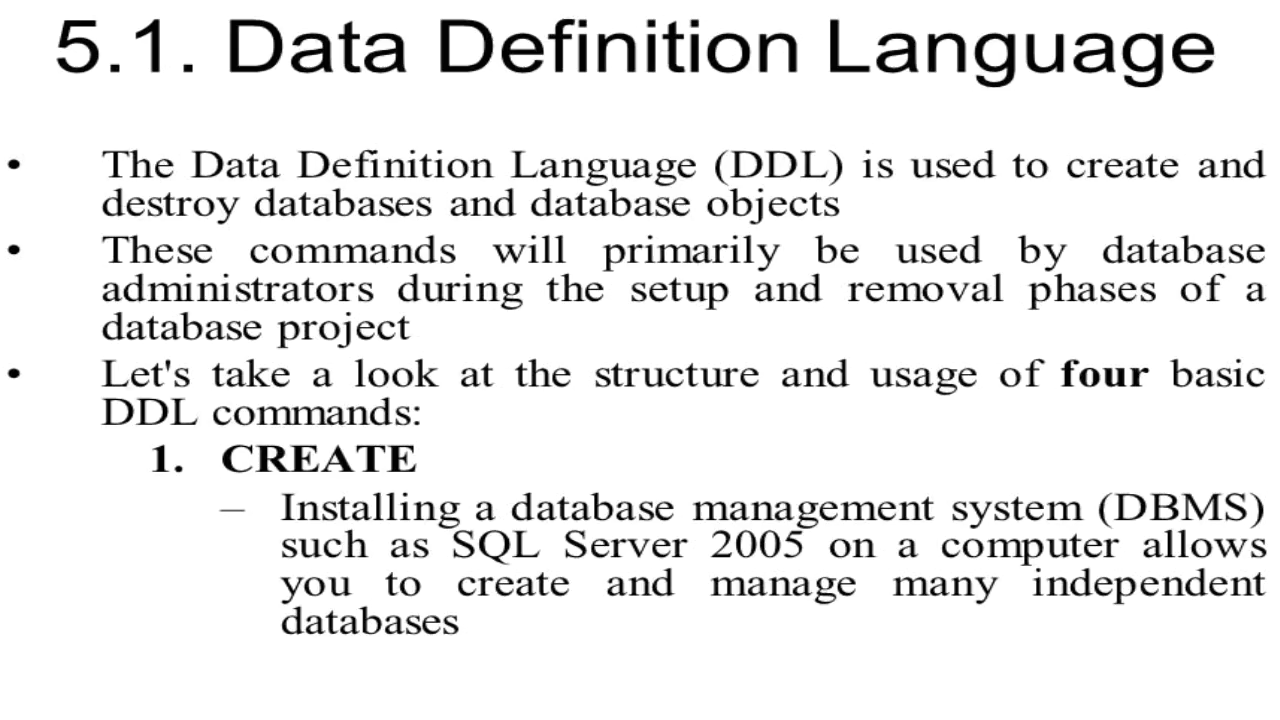 5.1. Data Definition Language
• The Data Definition Language (DDL) is used to create and
destroy databases and database objects
• These commands will primarily be used by database
administrators during the setup and removal phases of a
database project
• Let's take a look at the structure and usage of four basic
DDL commands:
1. CREATE
– Installing a database management system (DBMS)
such as SQL Server 2005 on a computer allows
you to create and manage many independent
databases